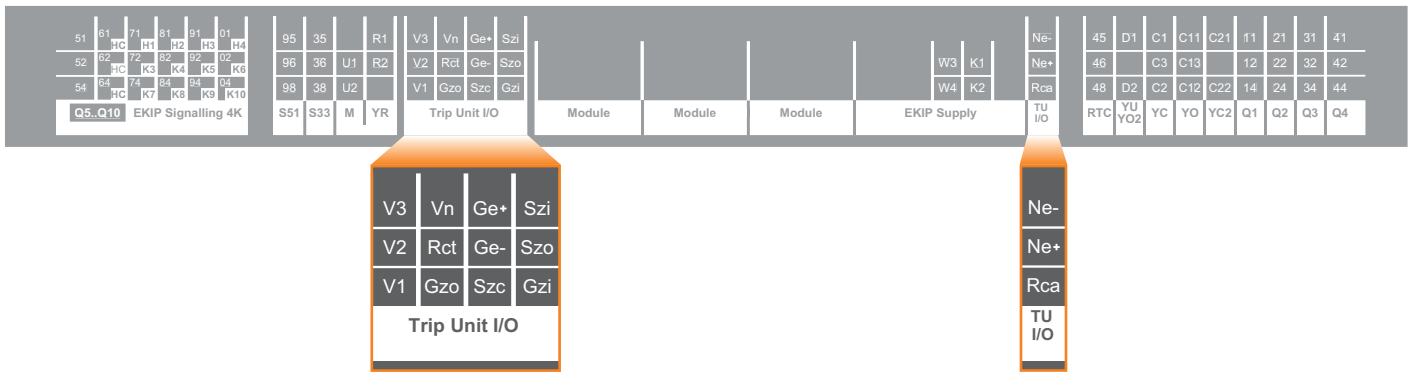 51 61 HC 71 H1 81 H2 91 H3 01 H4 95 35 R1 V3 Vn Ge+ Szi Ne- 45 D1 C1 C11 C21 11 21 31 41
52 62 HC 72 K3 82 K4 92 K5 02 K6 96 36 U1 R2 V2 Rct Ge- Szo W3 K1 Ne+ 46 C3 C13 12 22 32 42
54 64 HC 74 K7 84 K8 94 K9 04 K10 98 38 U2 V1 Gzo Szc Gzi W4 K2 Rca 48 D2 C2 C12 C22 14 24 34 44
Q5..Q10 EKIP Signalling 4K S51 S33 M YR Trip Unit I/O Module Module Module EKIP Supply TU I/O RTC YU YO2 YC YO YC2 Q1 Q2 Q3 Q4
V3 Vn Ge+ Szi Ne-
V2 Rct Ge- Szo Ne+
V1 Gzo Szc Gzi Rca
Trip Unit I/O TU
I/O